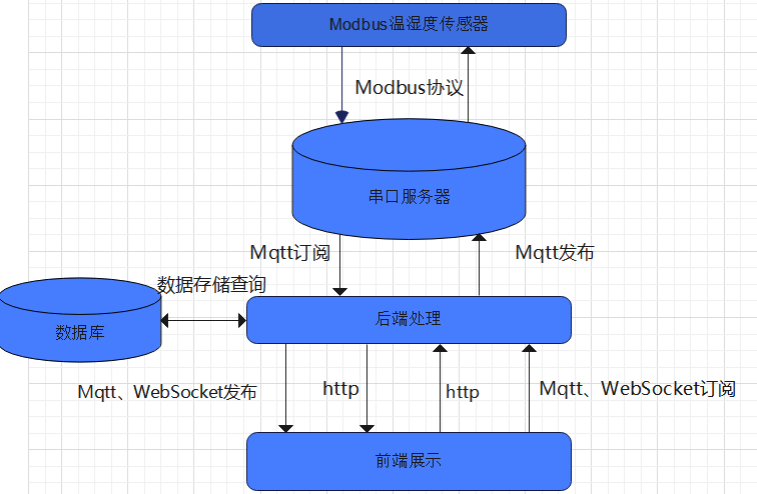 Modbus温湿度传感器
Modbus协议
串口服务器
Mqtt订阅
Mqtt发布
数据存储查询
后端处理
数据库
Mqtt、WebSocket发布
http
http
Mqtt、WebSocket订阅
前端展示